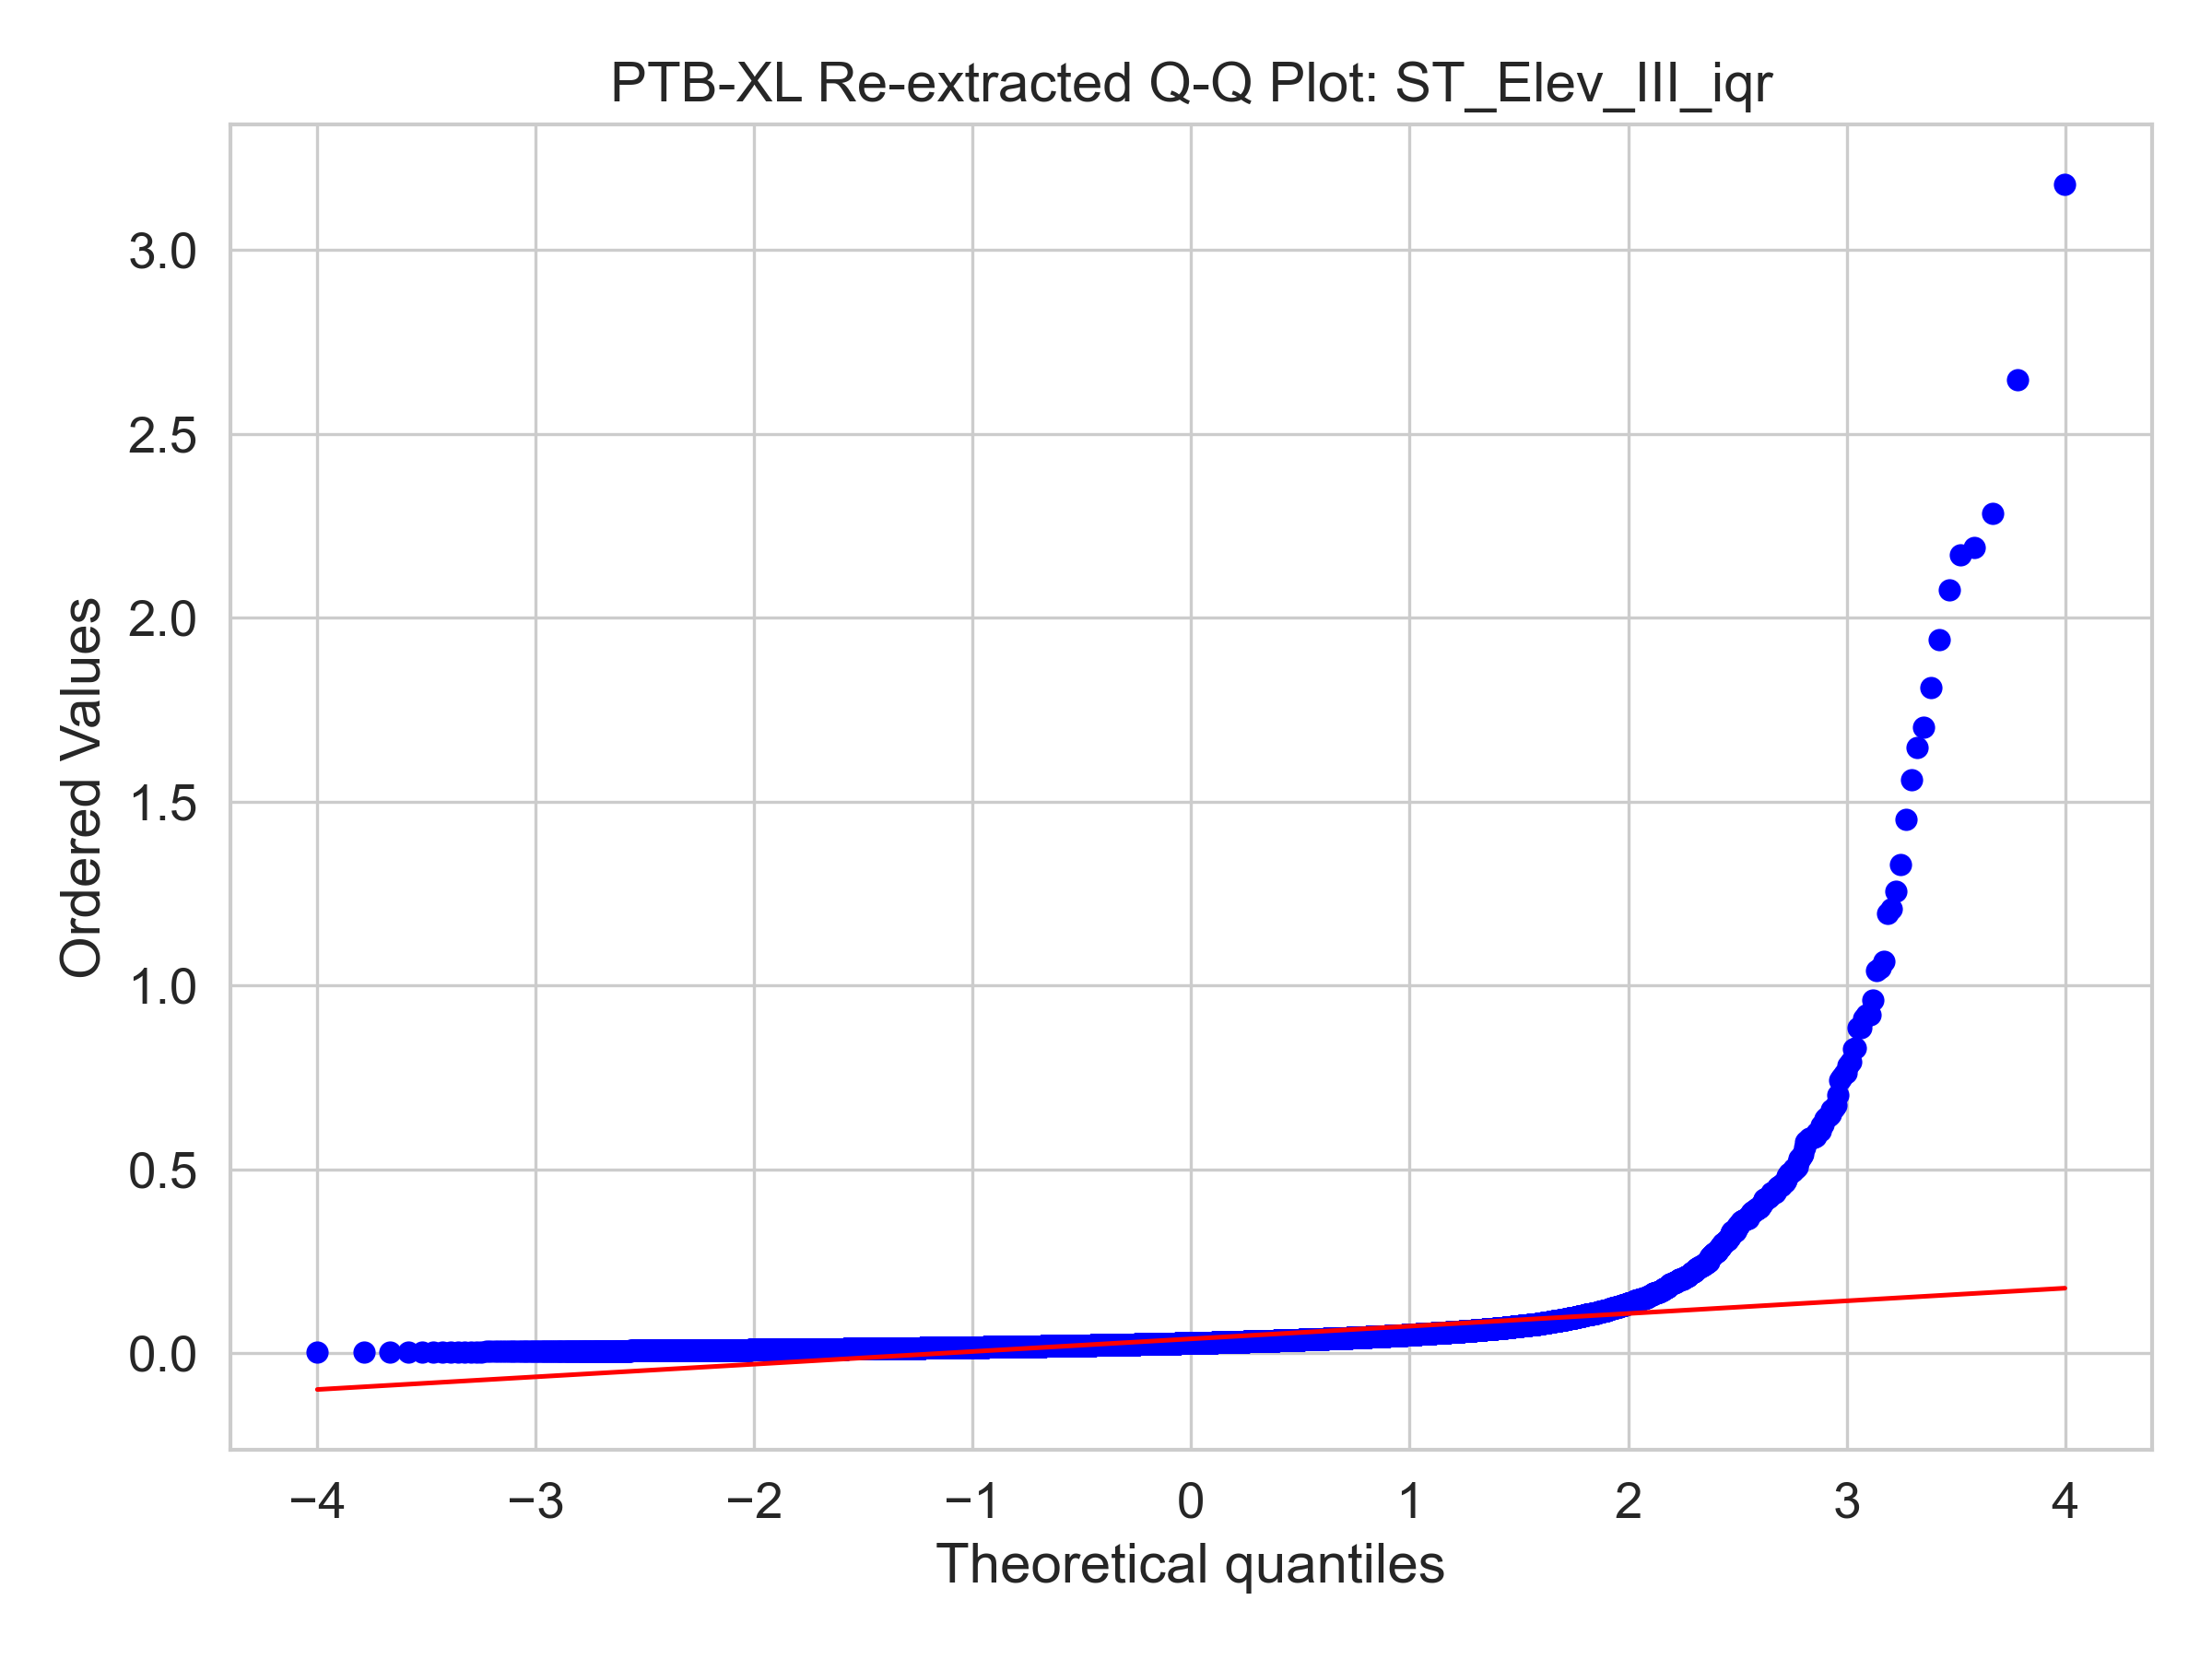 PTB-XL Re-extracted Q-Q Plot: ST_Elev_III_iqr
3.0
2.5
2.0
1.5
1.0
0.5
0.0
Ordered Values
−4 −3 −2 −1 0 1 2 3 4
Theoretical quantiles